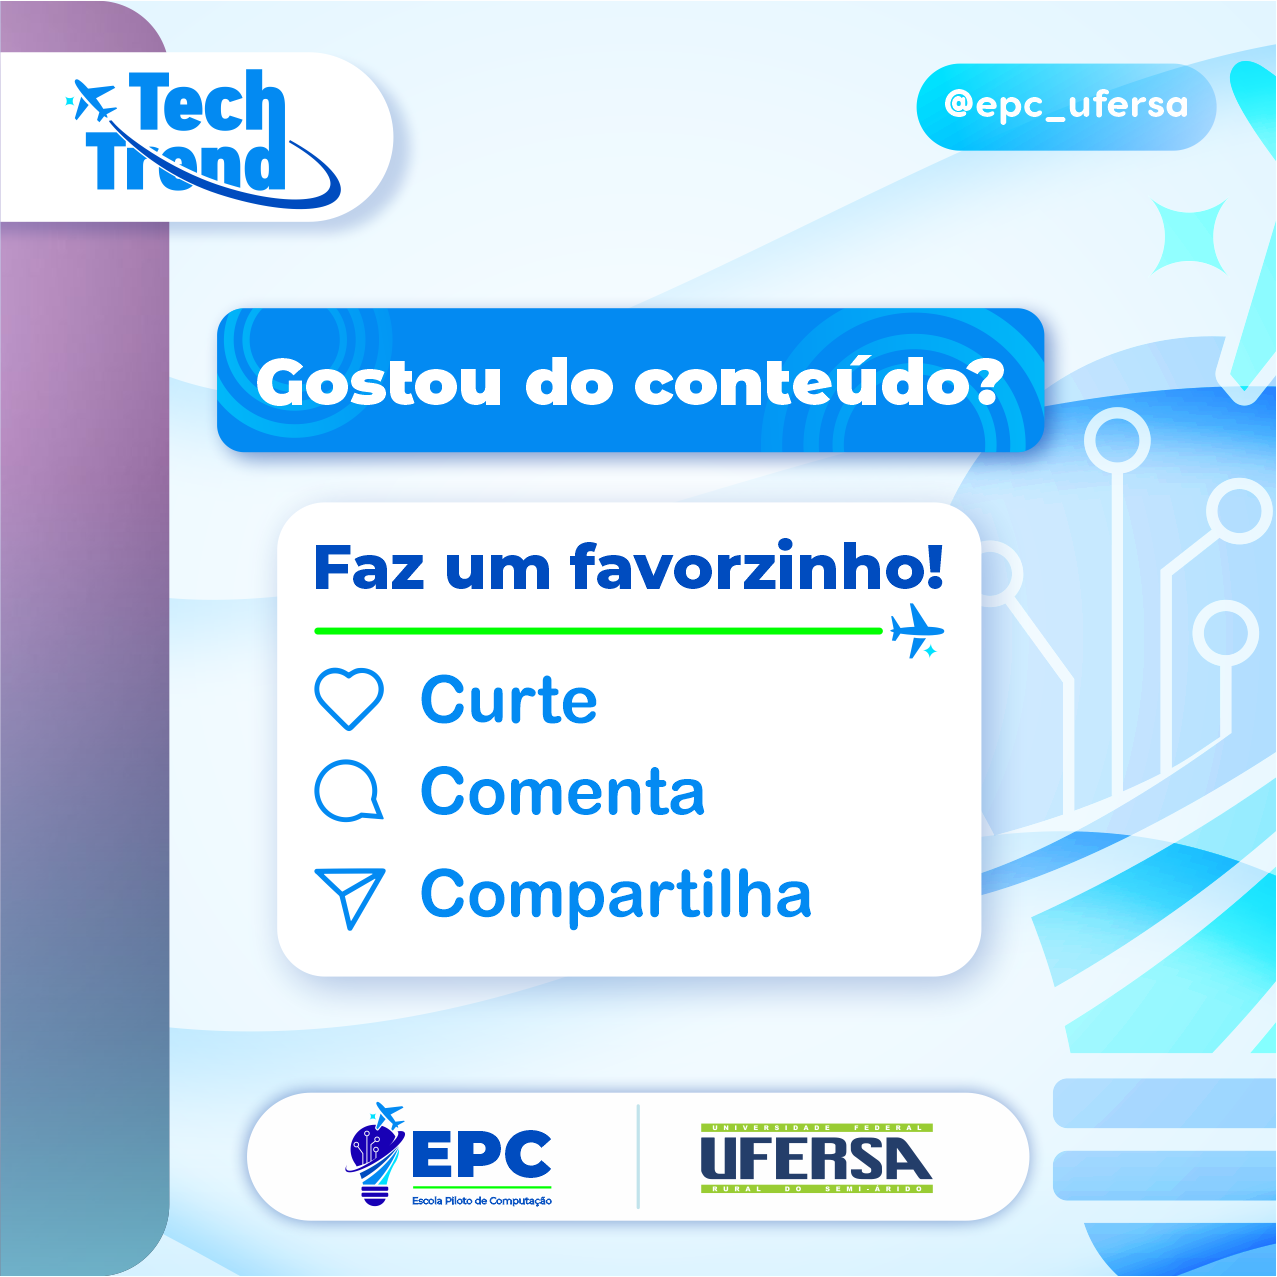 Tech
Trend
@epc_ufersa
Gostou do conteúdo?
Faz um favorzinho!
Curte
Comenta
Compartilha
EPC
Escola Piloto de Computação
UNIVERSIDADE FEDERAL
UFERSA
RURAL DO SEMI-ÁRIDO